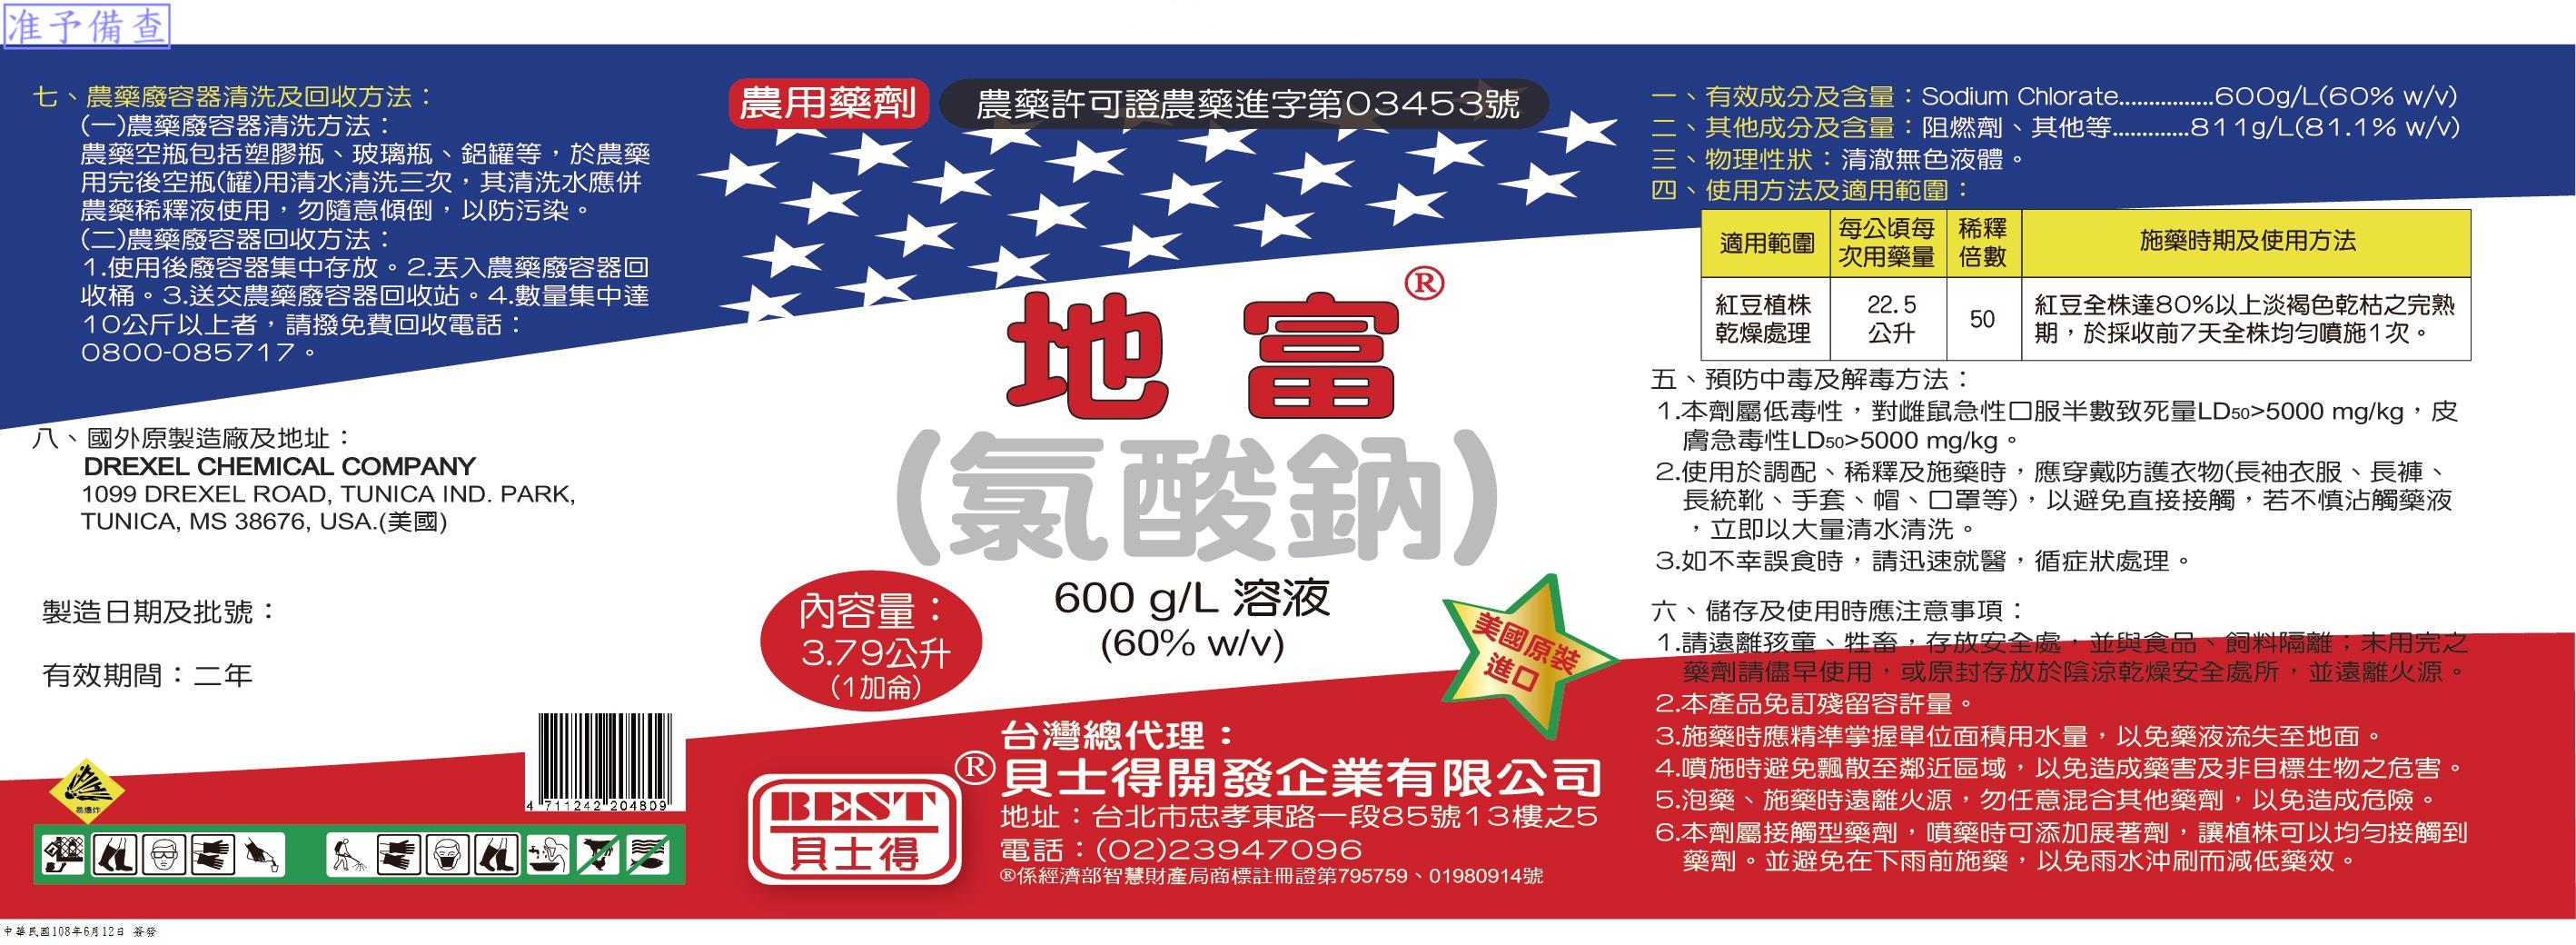 准予備查
七、農藥廢容器清洗及回收方法：
(一)農藥廢容器清洗方法：
農藥空瓶包括塑膠瓶、玻璃瓶、鋁罐等，於農藥
用完後空瓶(罐)用清水清洗三次，其清洗水應併
農藥稀釋液使用，勿隨意傾倒，以防污染。
(二)農藥廢容器回收方法：
1.使用後廢容器集中存放。2.丟入農藥廢容器回
收桶。3.送交農藥廢容器回收站。4.數量集中達
10公斤以上者，請撥免費回收電話：
0800-085717。
八、國外原製造廠及地址：
DREXEL CHEMICAL COMPANY
1099 DREXEL ROAD, TUNICA IND. PARK,
TUNICA, MS 38676, USA.(美國)
製造日期及批號：
有效期間：二年
易爆炸
4 711242 204809
農用藥劑
農藥許可證農藥進字第03453號
地富®
(氯酸鈉)
600 g/L 溶液
(60% w/v)
內容量：
3.79公升
(1加侖)
美國原裝
進口
台灣總代理：
®貝士得開發企業有限公司
BEST
貝士得
地址：台北市忠孝東路一段85號13樓之5
電話：(02)23947096
®係經濟部智慧財產局商標註冊證第795759、01980914號
一、有效成分及含量：Sodium Chlorate................600g/L(60% w/v)
二、其他成分及含量：阻燃劑、其他等.............811g/L(81.1% w/v)
三、物理性狀：清澈無色液體。
四、使用方法及適用範圍：
適用範圍 每公頃每次用藥量 稀釋倍數 施藥時期及使用方法
紅豆植株乾燥處理 22.5公升 50 紅豆全株達80%以上淡褐色乾枯之完熟
期，於採收前7天全株均勻噴施1次。
五、預防中毒及解毒方法：
1.本劑屬低毒性，對雌鼠急性口服半數致死量LD50>5000 mg/kg，皮
膚急毒性LD50>5000 mg/kg。
2.使用於調配、稀釋及施藥時，應穿戴防護衣物(長袖衣服、長褲、
長統靴、手套、帽、口罩等)，以避免直接接觸，若不慎沾觸藥液
，立即以大量清水清洗。
3.如不幸誤食時，請迅速就醫，循症狀處理。
六、儲存及使用時應注意事項：
1.請遠離孩童、牲畜，存放安全處，並與食品、飼料隔離；未用完之
藥劑請儘早使用，或原封存放於陰涼乾燥安全處所，並遠離火源。
2.本產品免訂殘留容許量。
3.施藥時應精準掌握單位面積用水量，以免藥液流失至地面。
4.噴施時避免飄散至鄰近區域，以免造成藥害及非目標生物之危害。
5.泡藥、施藥時遠離火源，勿任意混合其他藥劑，以免造成危險。
6.本劑屬接觸型藥劑，噴藥時可添加展著劑，讓植株可以均勻接觸到
藥劑。並避免在下雨前施藥，以免雨水沖刷而減低藥效。
中華民國108年6月12日 簽發